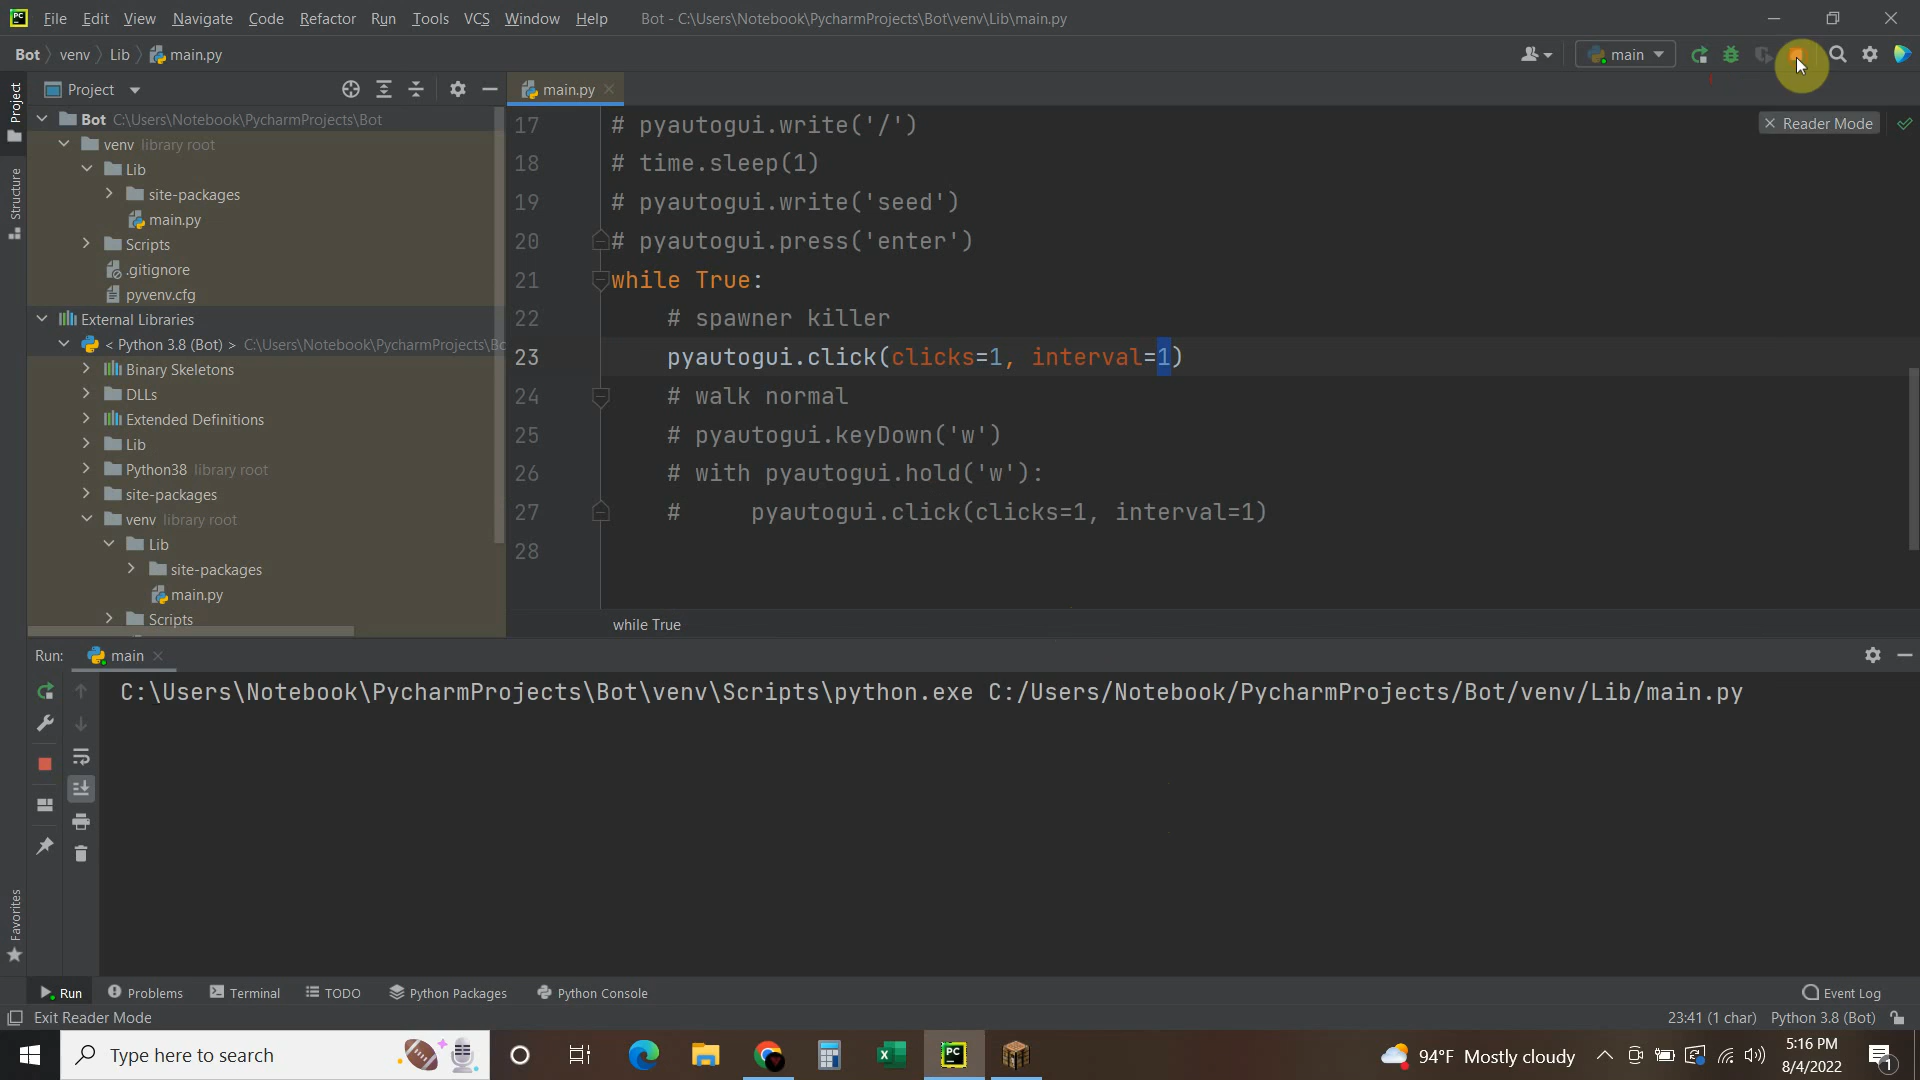 File Edit View Navigate Code Refactor Run Tools VCS Window Help Bot - C:\Users\Notebook\PycharmProjects\Bot\venv\Lib\main.py
Bot venv Lib main.py main
Project
Project
main.py
Bot C:\Users\Notebook\PycharmProjects\Bot
venv library root
Lib
site-packages
main.py
Scripts
.gitignore
pyvenv.cfg
External Libraries
< Python 3.8 (Bot) > C:\Users\Notebook\PycharmProjects\Bo
Binary Skeletons
DLLs
Extended Definitions
Lib
Python38 library root
site-packages
venv library root
Lib
site-packages
main.py
Scripts
Structure
Favorites
Reader Mode
17 # pyautogui.write('/')
18 # time.sleep(1)
19 # pyautogui.write('seed')
20 # pyautogui.press('enter')
21 while True:
22 # spawner killer
23 pyautogui.click(clicks=1, interval=1)
24 # walk normal
25 # pyautogui.keyDown('w')
26 # with pyautogui.hold('w'):
27 # pyautogui.click(clicks=1, interval=1)
28
while True
Run: main
C:\Users\Notebook\PycharmProjects\Bot\venv\Scripts\python.exe C:/Users/Notebook/PycharmProjects/Bot/venv/Lib/main.py
Run Problems Terminal TODO Python Packages Python Console Event Log
Exit Reader Mode 23:41 (1 char) Python 3.8 (Bot)
Type here to search
PC
94°F Mostly cloudy
5:16 PM
8/4/2022
1